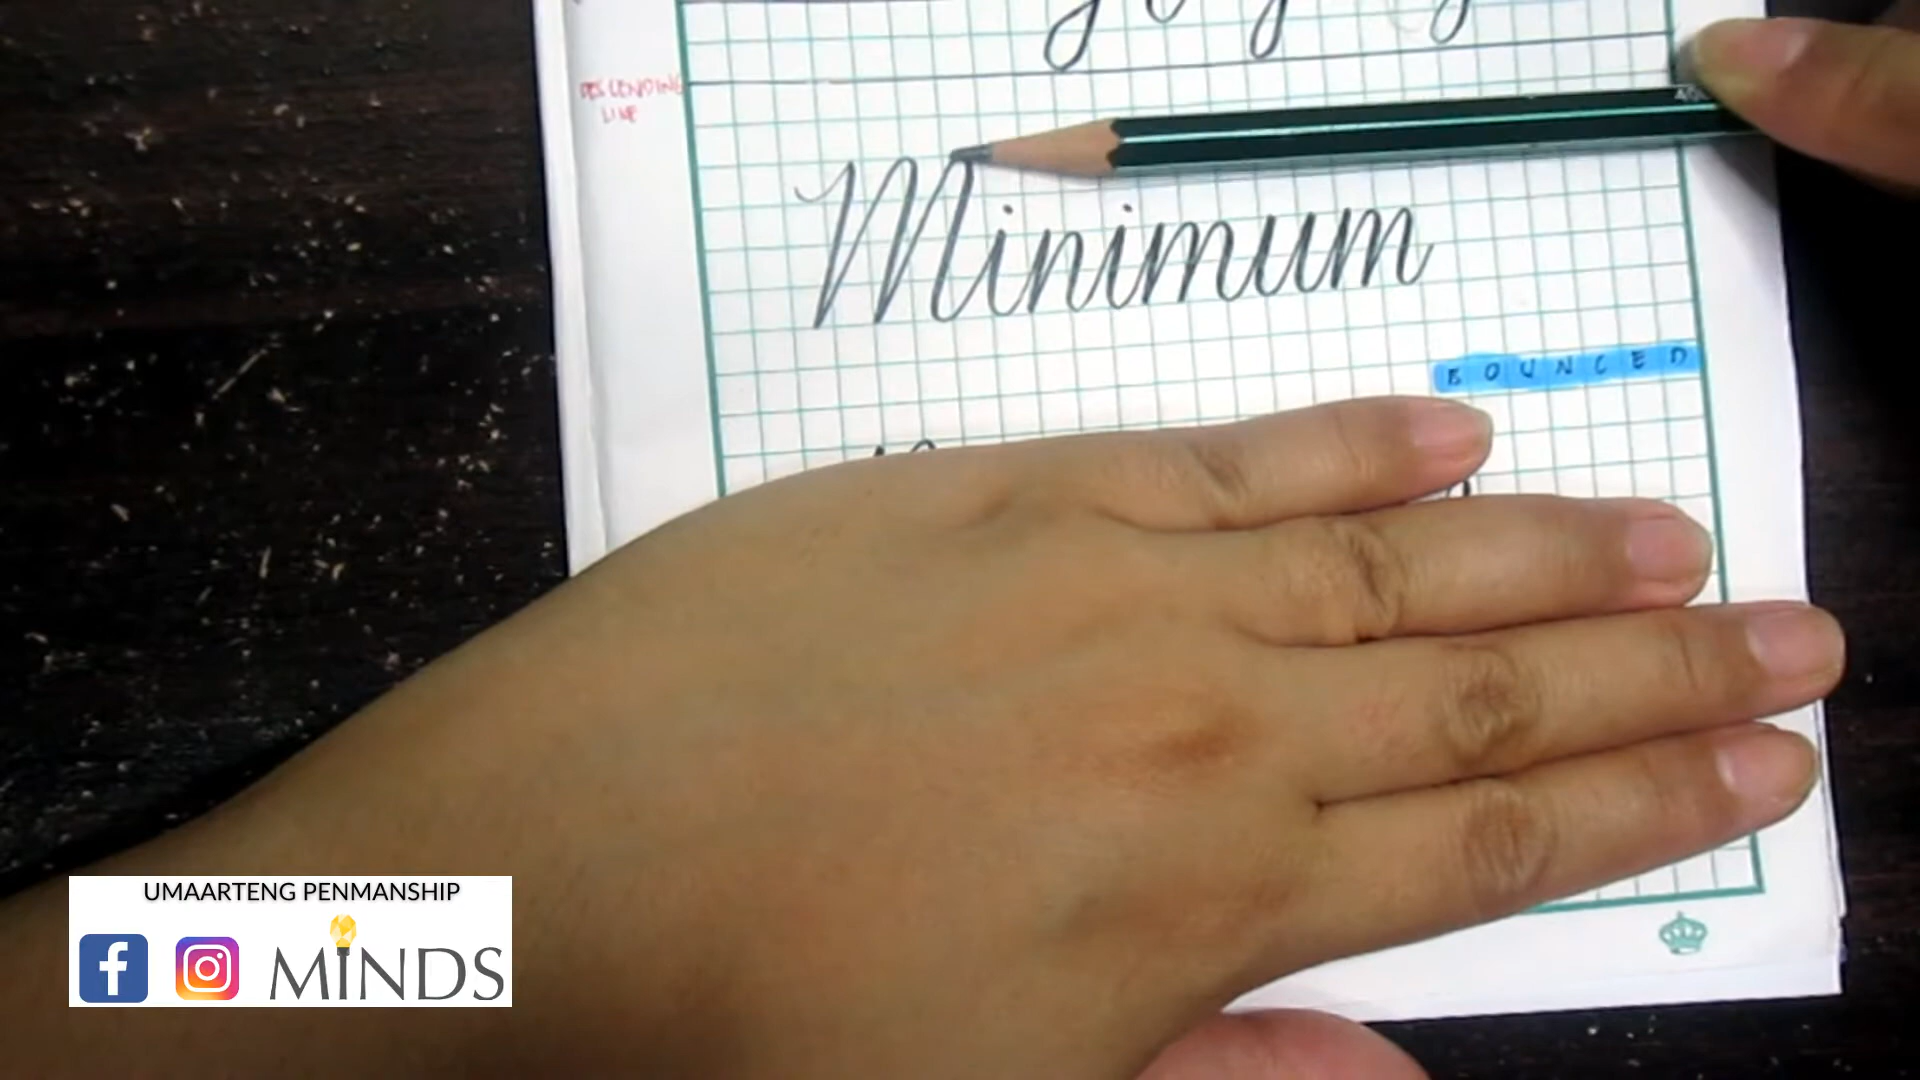 DESCENDING
LINE
Minimum
BOUNCED
UMAARTENG PENMANSHIP
MINDS